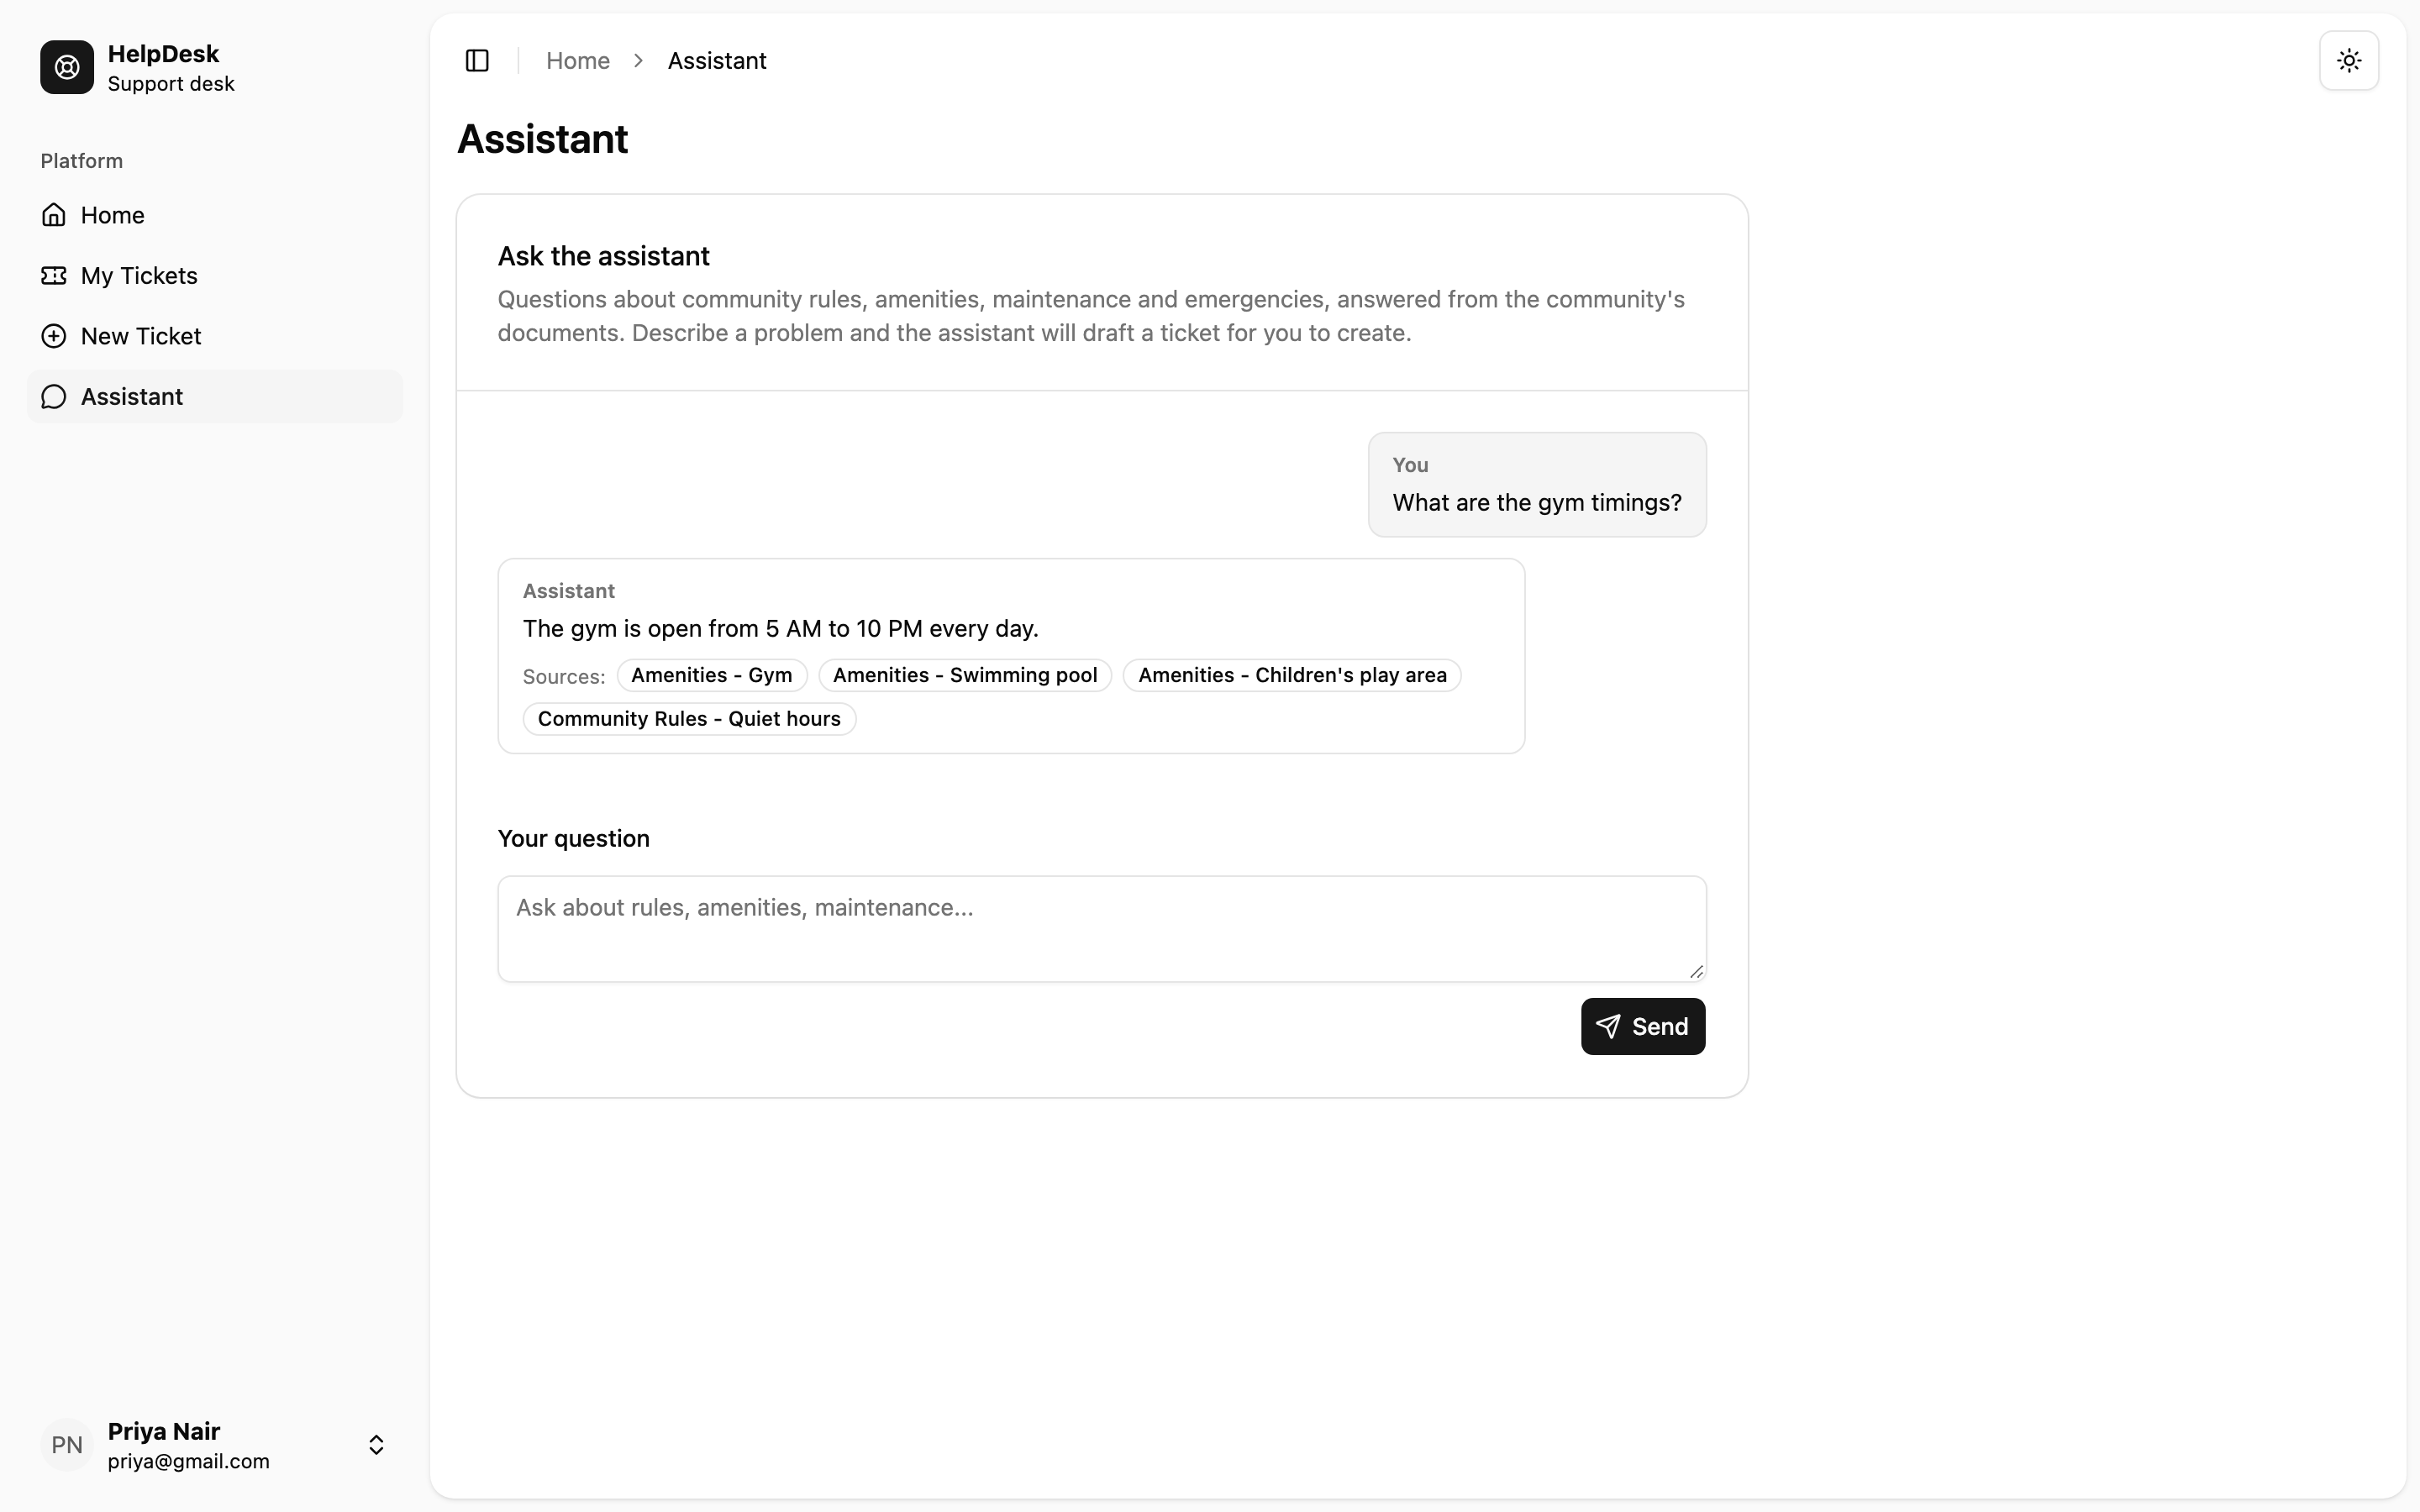 HelpDesk
Support desk
Platform
Home
My Tickets
New Ticket
Assistant
Priya Nair
priya@gmail.com
PN
Home > Assistant
Assistant
Ask the assistant
Questions about community rules, amenities, maintenance and emergencies, answered from the community's
documents. Describe a problem and the assistant will draft a ticket for you to create.
You
What are the gym timings?
Assistant
The gym is open from 5 AM to 10 PM every day.
Sources: Amenities - Gym Amenities - Swimming pool Amenities - Children's play area
Community Rules - Quiet hours
Your question
Ask about rules, amenities, maintenance...
Send